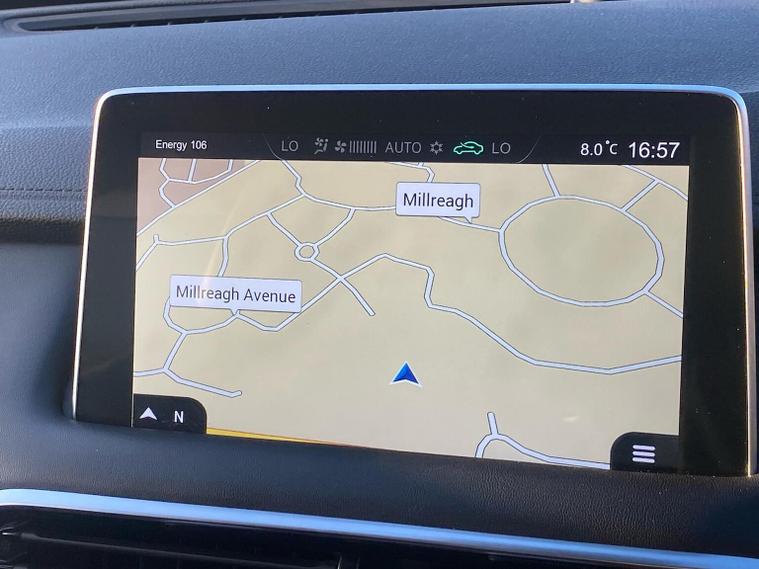 Energy 106 LO AUTO LO 8.0°C 16:57
Millreagh
Millreagh Avenue
N